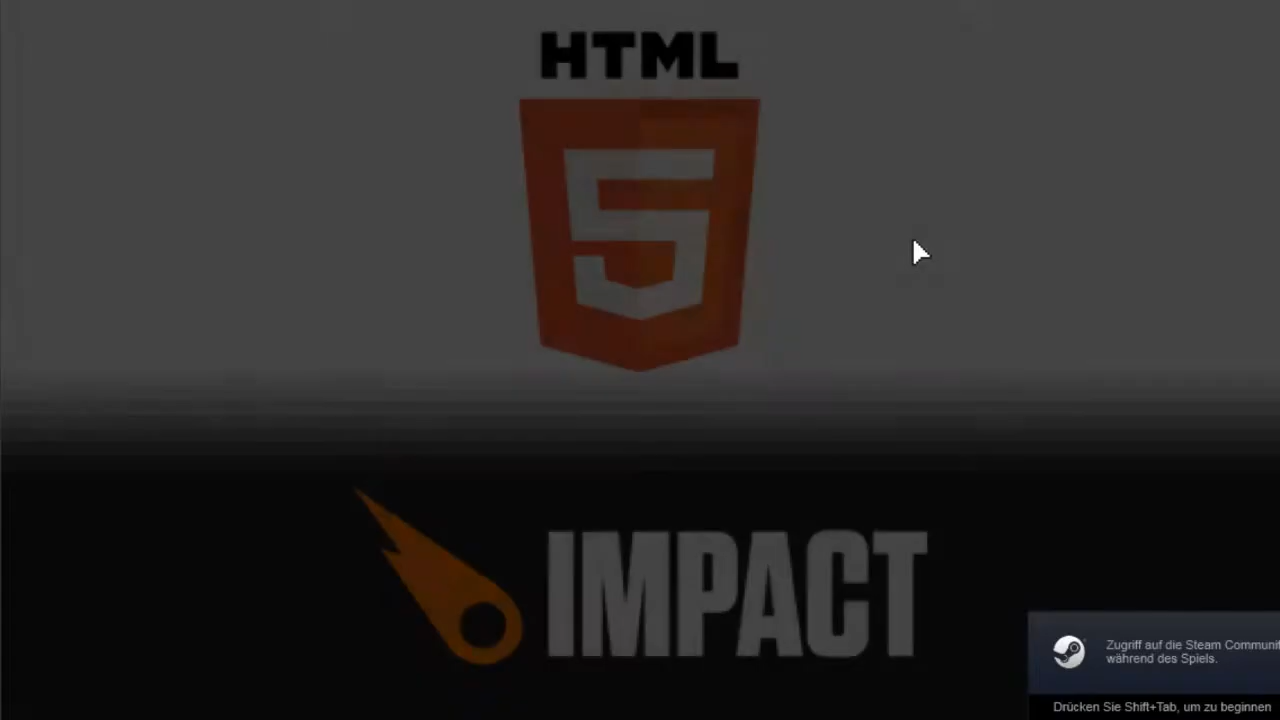 HTML
5
IMPACT
Zugriff auf die Steam Communit
während des Spiels.
Drücken Sie Shift+Tab, um zu beginnen